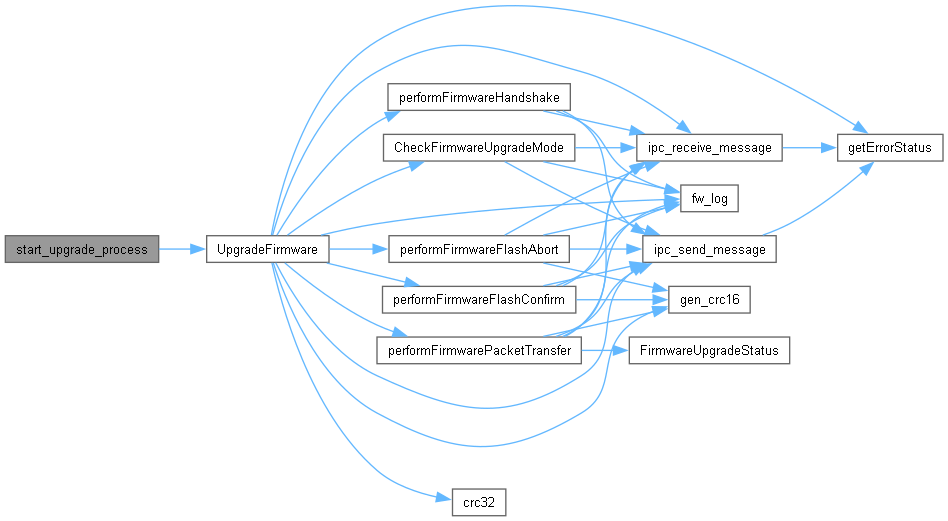 performFirmwareHandshake
CheckFirmwareUpgradeMode
ipc_receive_message
getErrorStatus
fw_log
start_upgrade_process
UpgradeFirmware
performFirmwareFlashAbort
ipc_send_message
performFirmwareFlashConfirm
gen_crc16
performFirmwarePacketTransfer
FirmwareUpgradeStatus
crc32